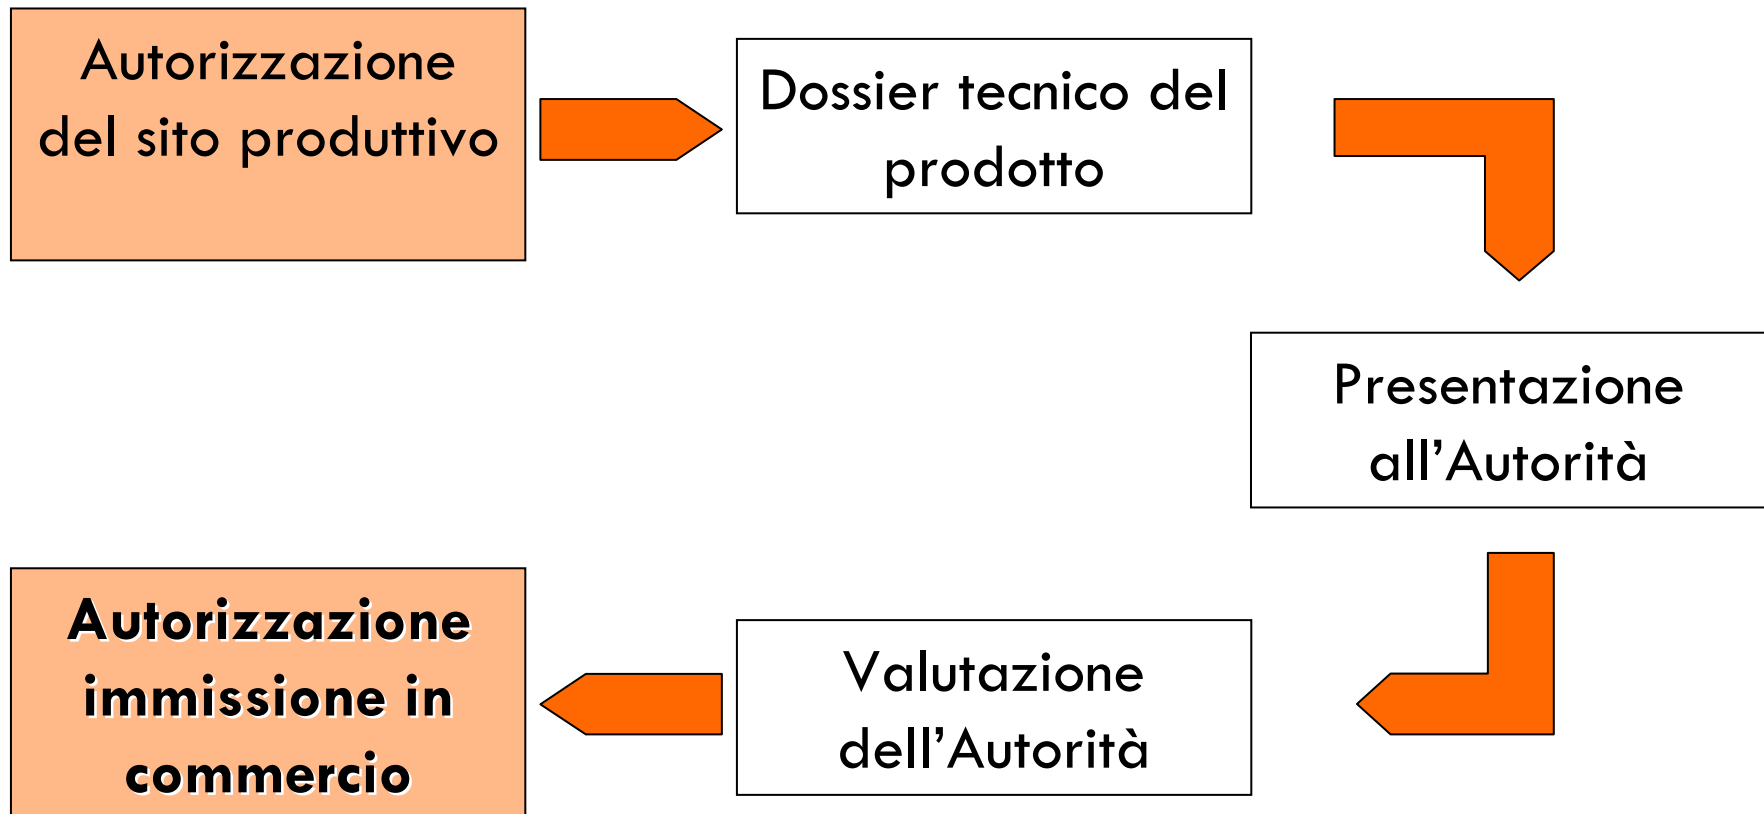 Autorizzazione
del sito produttivo
Dossier tecnico del
prodotto
Presentazione
all’Autorità
Valutazione
dell’Autorità
Autorizzazione
immissione in
commercio